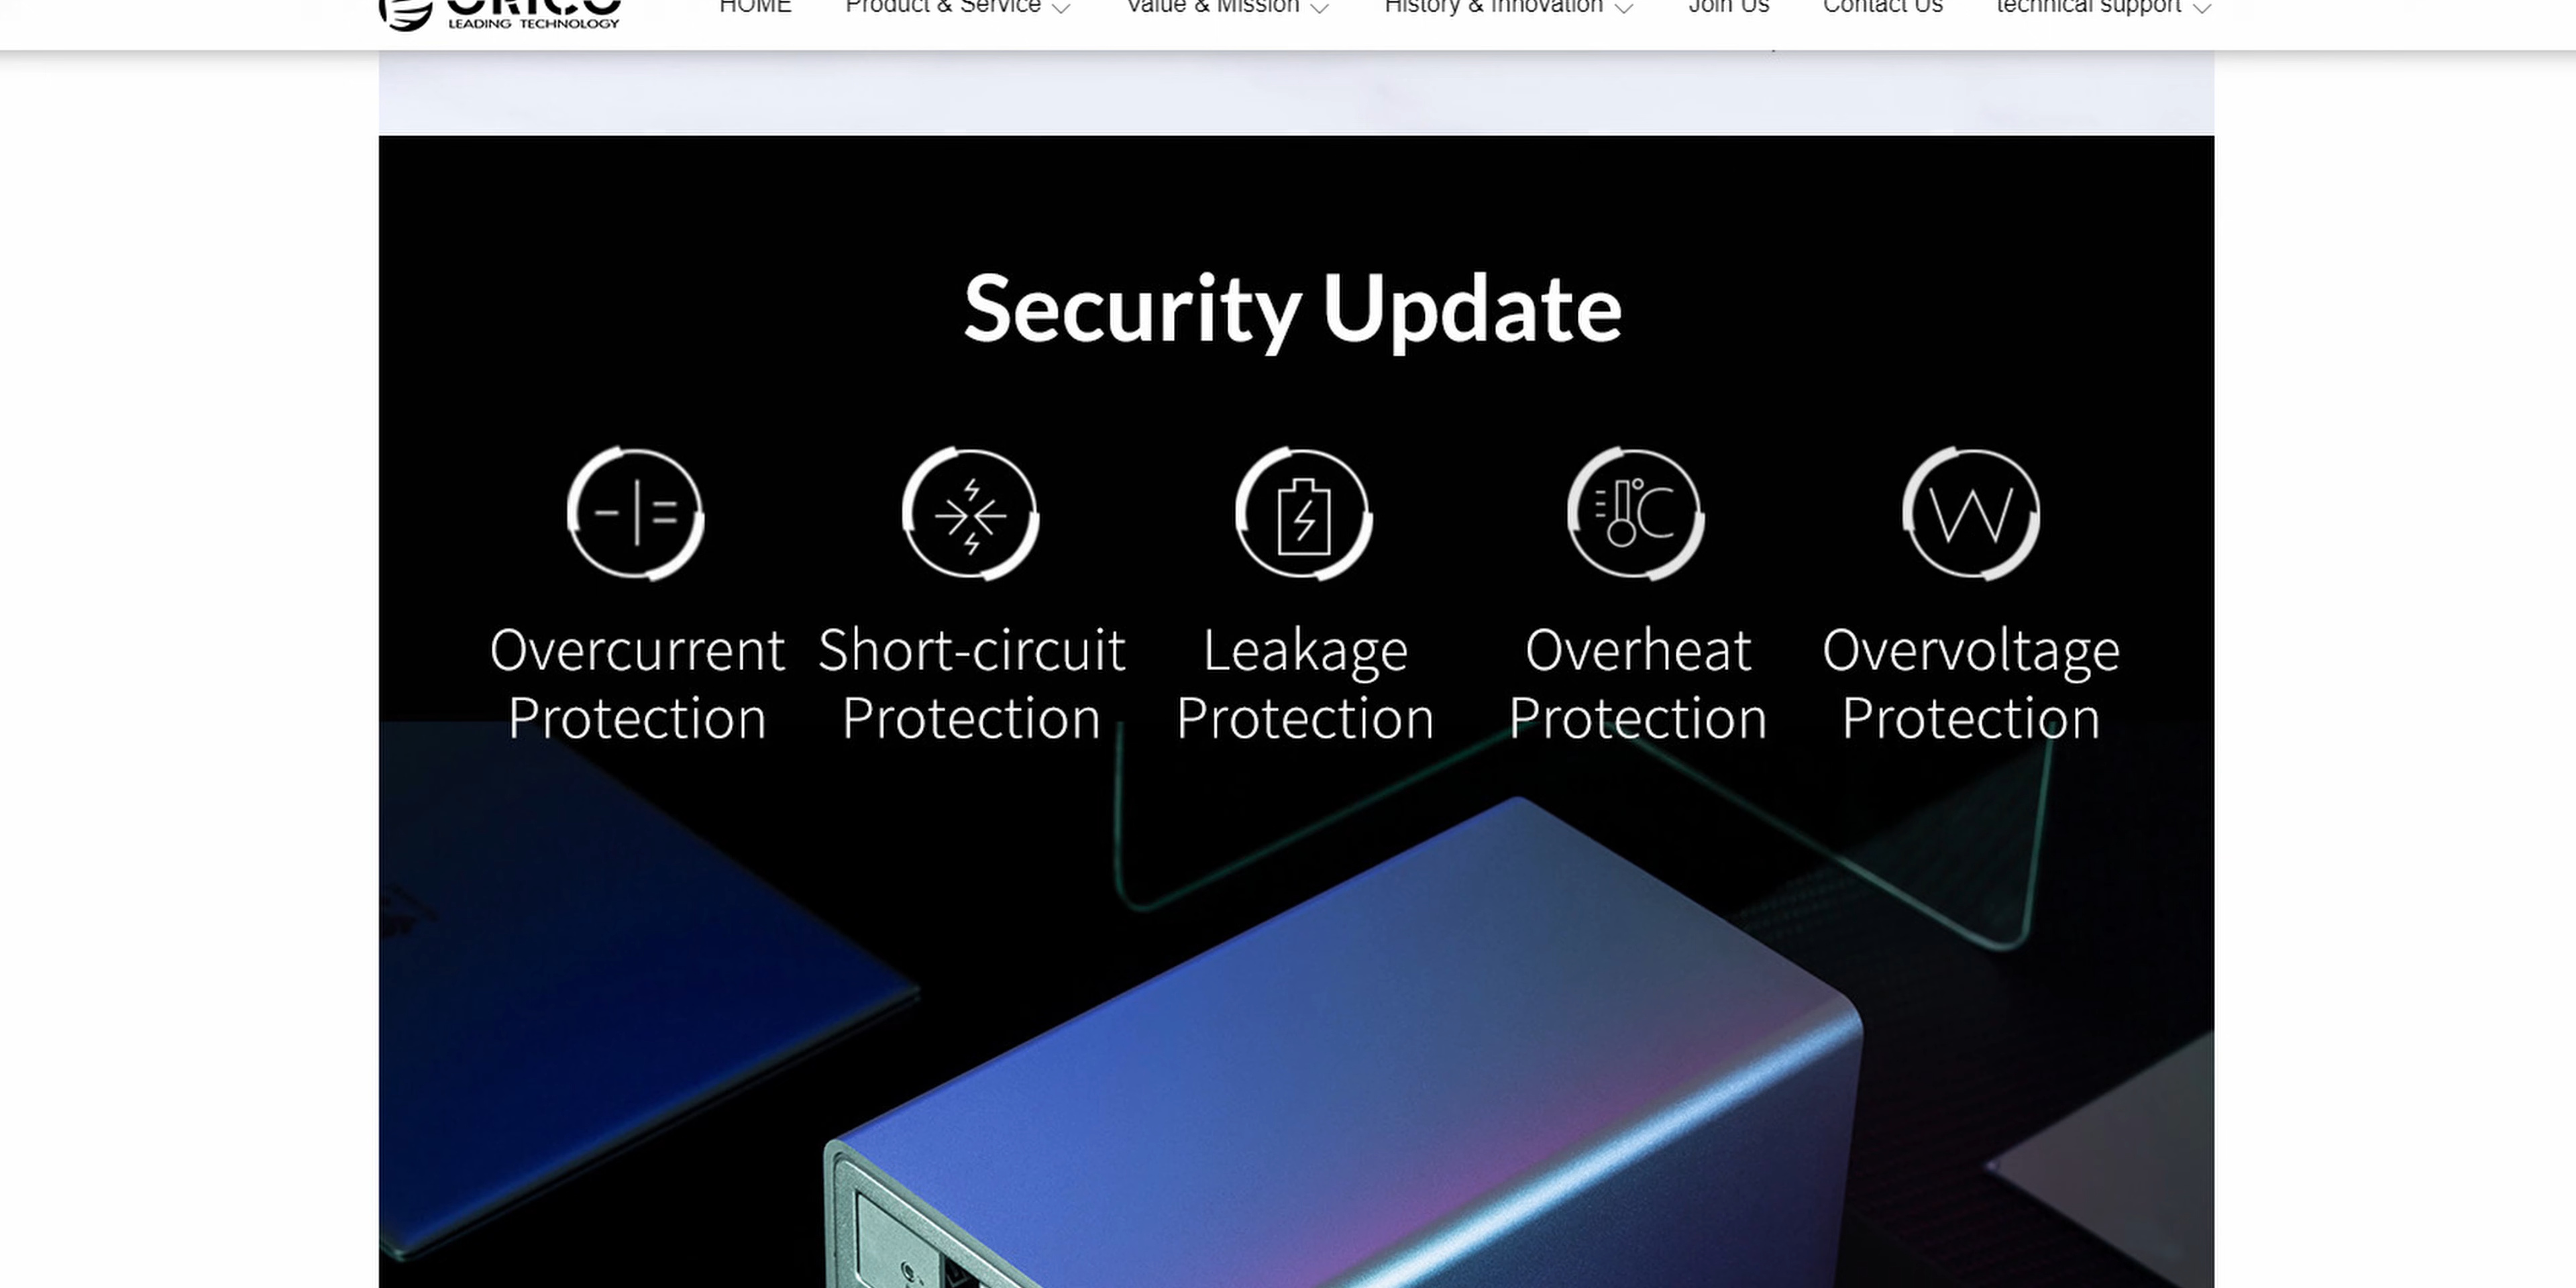 ORICO
LEADING TECHNOLOGY
HOME Product & Service Value & Mission History & Innovation Join Us Contact Us technical support
Security Update
Overcurrent Protection
Short-circuit Protection
Leakage Protection
Overheat Protection
Overvoltage Protection